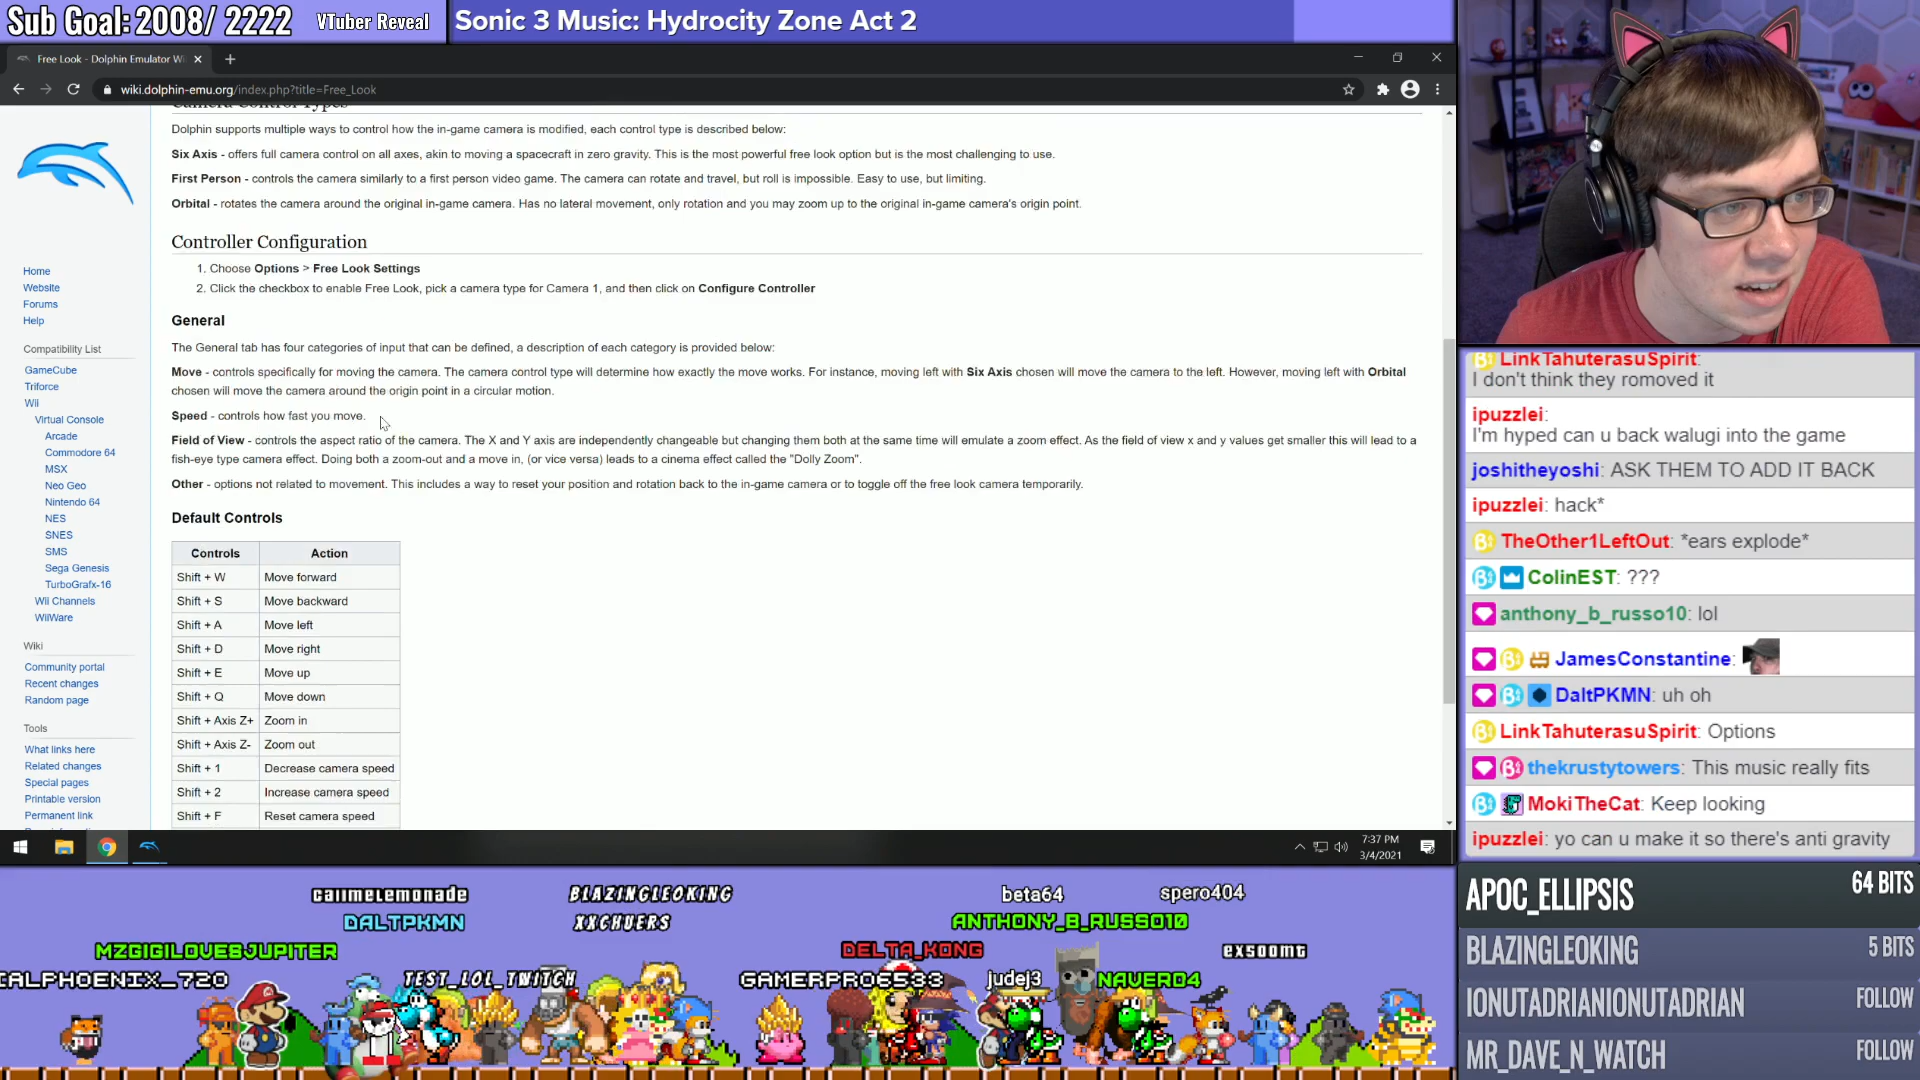 Sub Goal: 2008/ 2222 VTuber Reveal Sonic 3 Music: Hydrocity Zone Act 2
Free Look - Dolphin Emulator Wi
wiki.dolphin-emu.org/index.php?title=Free_Look
Camera Control Types
Dolphin supports multiple ways to control how the in-game camera is modified, each control type is described below:
Six Axis - offers full camera control on all axes, akin to moving a spacecraft in zero gravity. This is the most powerful free look option but is the most challenging to use.
First Person - controls the camera similarly to a first person video game. The camera can rotate and travel, but roll is impossible. Easy to use, but limiting.
Orbital - rotates the camera around the original in-game camera. Has no lateral movement, only rotation and you may zoom up to the original in-game camera's origin point.
Controller Configuration
1. Choose Options > Free Look Settings
2. Click the checkbox to enable Free Look, pick a camera type for Camera 1, and then click on Configure Controller
General
The General tab has four categories of input that can be defined, a description of each category is provided below:
Move - controls specifically for moving the camera. The camera control type will determine how exactly the move works. For instance, moving left with Six Axis chosen will move the camera to the left. However, moving left with Orbital
chosen will move the camera around the origin point in a circular motion.
Speed - controls how fast you move.
Field of View - controls the aspect ratio of the camera. The X and Y axis are independently changeable but changing them both at the same time will emulate a zoom effect. As the field of view x and y values get smaller this will lead to a
fish-eye type camera effect. Doing both a zoom-out and a move in, (or vice versa) leads to a cinema effect called the "Dolly Zoom".
Other - options not related to movement. This includes a way to reset your position and rotation back to the in-game camera or to toggle off the free look camera temporarily.
Default Controls
Controls Action
Shift + W Move forward
Shift + S Move backward
Shift + A Move left
Shift + D Move right
Shift + E Move up
Shift + Q Move down
Shift + Axis Z+ Zoom in
Shift + Axis Z- Zoom out
Shift + 1 Decrease camera speed
Shift + 2 Increase camera speed
Shift + F Reset camera speed
Home
Website
Forums
Help
Compatibility List
GameCube
Triforce
Wii
Virtual Console
Arcade
Commodore 64
MSX
Neo Geo
Nintendo 64
NES
SNES
SMS
Sega Genesis
TurboGrafx-16
Wii Channels
WiiWare
Wiki
Community portal
Recent changes
Random page
Tools
What links here
Related changes
Special pages
Printable version
Permanent link
7:37 PM
3/4/2021
LinkTahuterasuSpirit:
I don't think they romoved it
ipuzzlei:
I'm hyped can u back walugi into the game
joshitheyoshi: ASK THEM TO ADD IT BACK
ipuzzlei: hack*
TheOther1LeftOut: *ears explode*
ColinEST: ???
anthony_b_russo10: lol
JamesConstantine:
DaltPKMN: uh oh
LinkTahuterasuSpirit: Options
thekrustytowers: This music really fits
MokiTheCat: Keep looking
ipuzzlei: yo can u make it so there's anti gravity
APOC_ELLIPSIS 64 BITS
BLAZINGLEOKING 5 BITS
IONUTADRIANIONUTADRIAN FOLLOW
MR_DAVE_N_WATCH FOLLOW
callmelemonade BLAZINGLEOKING beta64 spero404
DALTPKMN XXCHUERS ANTHONY_B_RUSSO10
MZGIGILOVESJUPITER DELTA_KONG exsoomt
CALPHOENIX_720 TEST_LOL_TWITCH GAMERPRO6533 judej3 NAVERO4